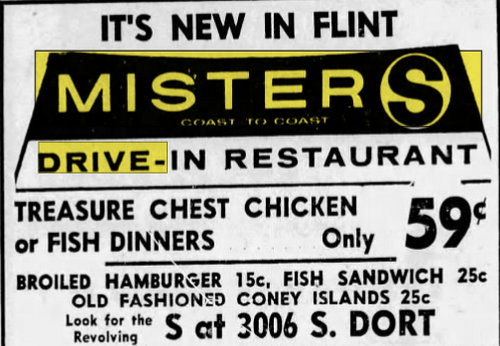 IT'S NEW IN FLINT
MISTER S
COAST TO COAST
DRIVE-IN RESTAURANT
TREASURE CHEST CHICKEN
or FISH DINNERS . . . . . Only 59¢
BROILED HAMBURGER 15c, FISH SANDWICH 25c
OLD FASHIONED CONEY ISLANDS 25c
Look for the Revolving S at 3006 S. DORT